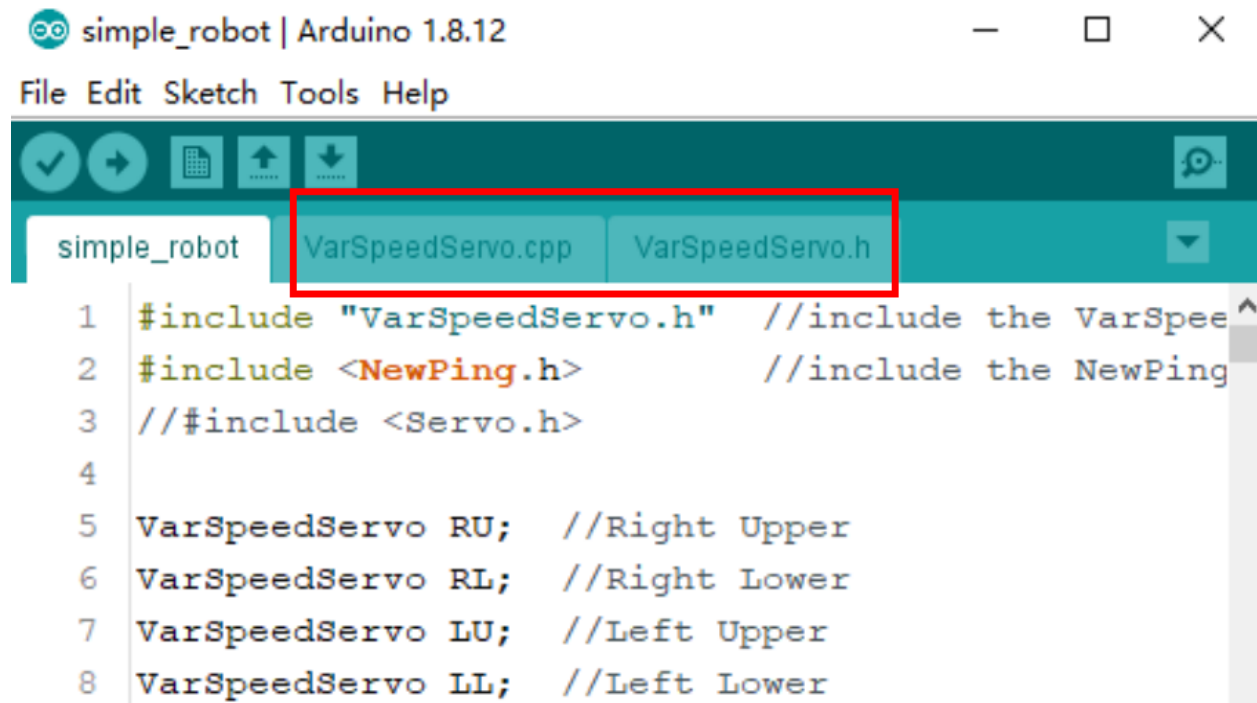 simple_robot | Arduino 1.8.12
File Edit Sketch Tools Help
simple_robot VarSpeedServo.cpp VarSpeedServo.h
1 #include "VarSpeedServo.h" //include the VarSpee
2 #include <NewPing.h> //include the NewPing
3 //#include <Servo.h>
4
5 VarSpeedServo RU; //Right Upper
6 VarSpeedServo RL; //Right Lower
7 VarSpeedServo LU; //Left Upper
8 VarSpeedServo LL; //Left Lower